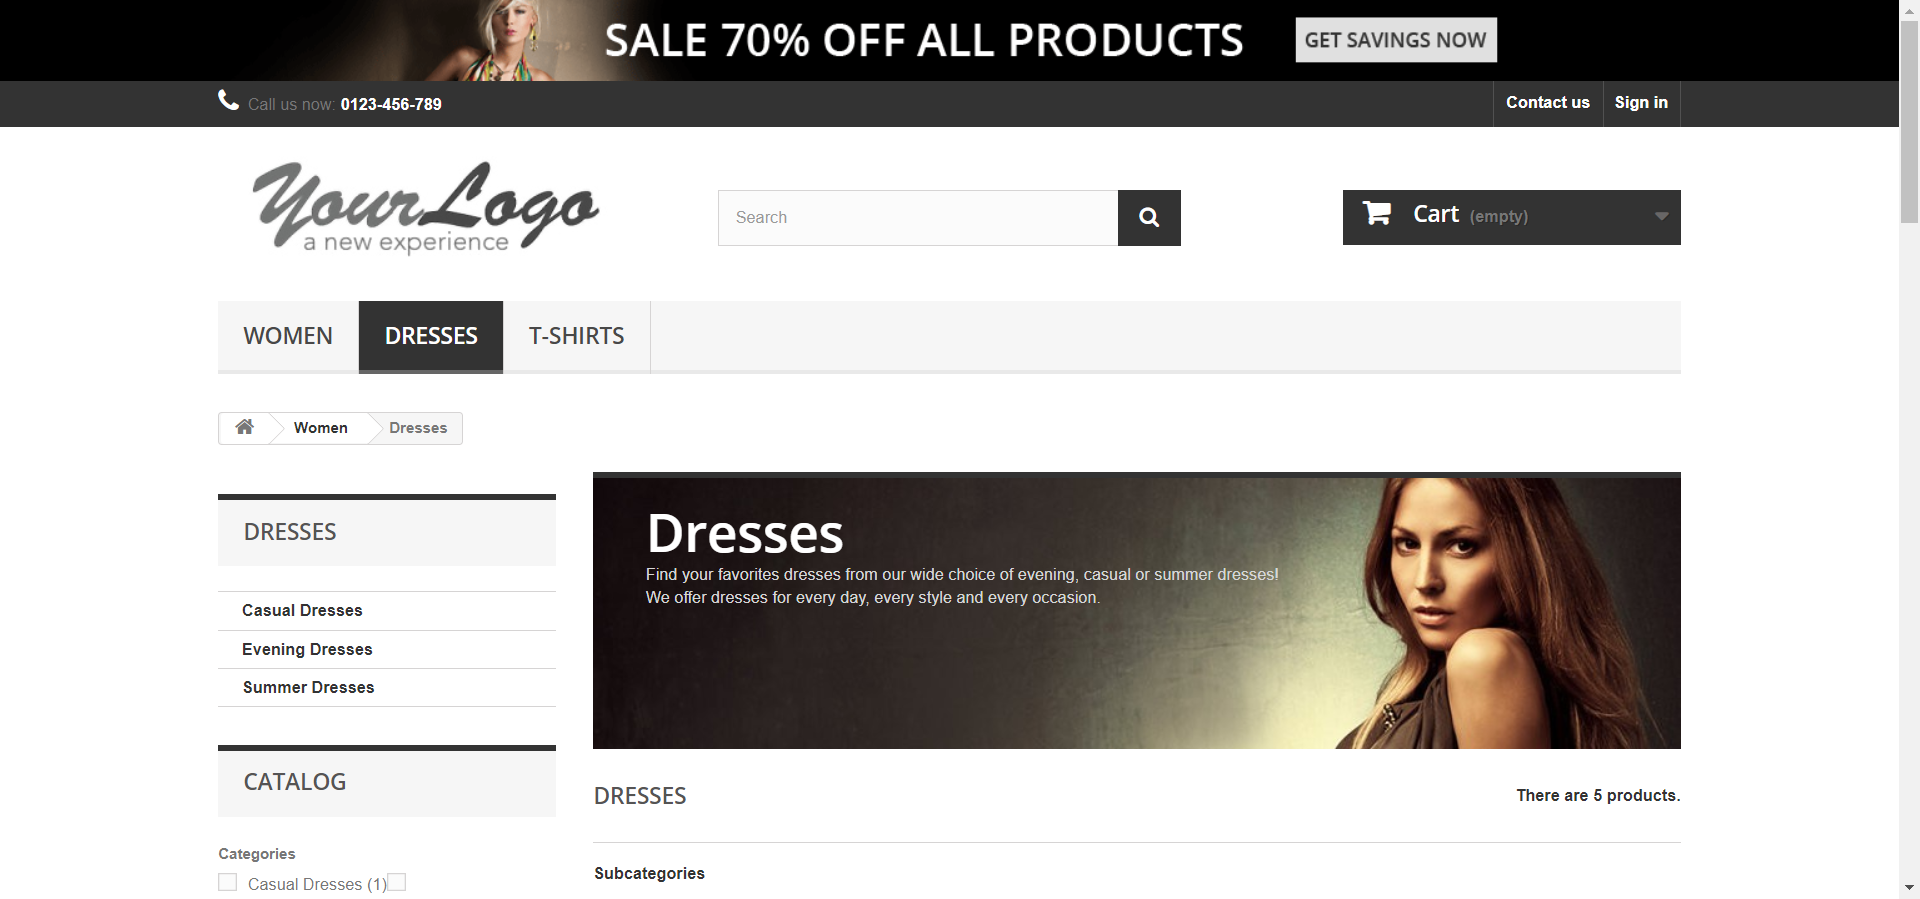 SALE 70% OFF ALL PRODUCTS GET SAVINGS NOW
Call us now: 0123-456-789 Contact us Sign in
Your Logo
a new experience
Search
Cart (empty)
WOMEN DRESSES T-SHIRTS
Women Dresses
DRESSES
Casual Dresses
Evening Dresses
Summer Dresses
CATALOG
Categories
Casual Dresses (1)
Dresses
Find your favorites dresses from our wide choice of evening, casual or summer dresses!
We offer dresses for every day, every style and every occasion.
DRESSES There are 5 products.
Subcategories